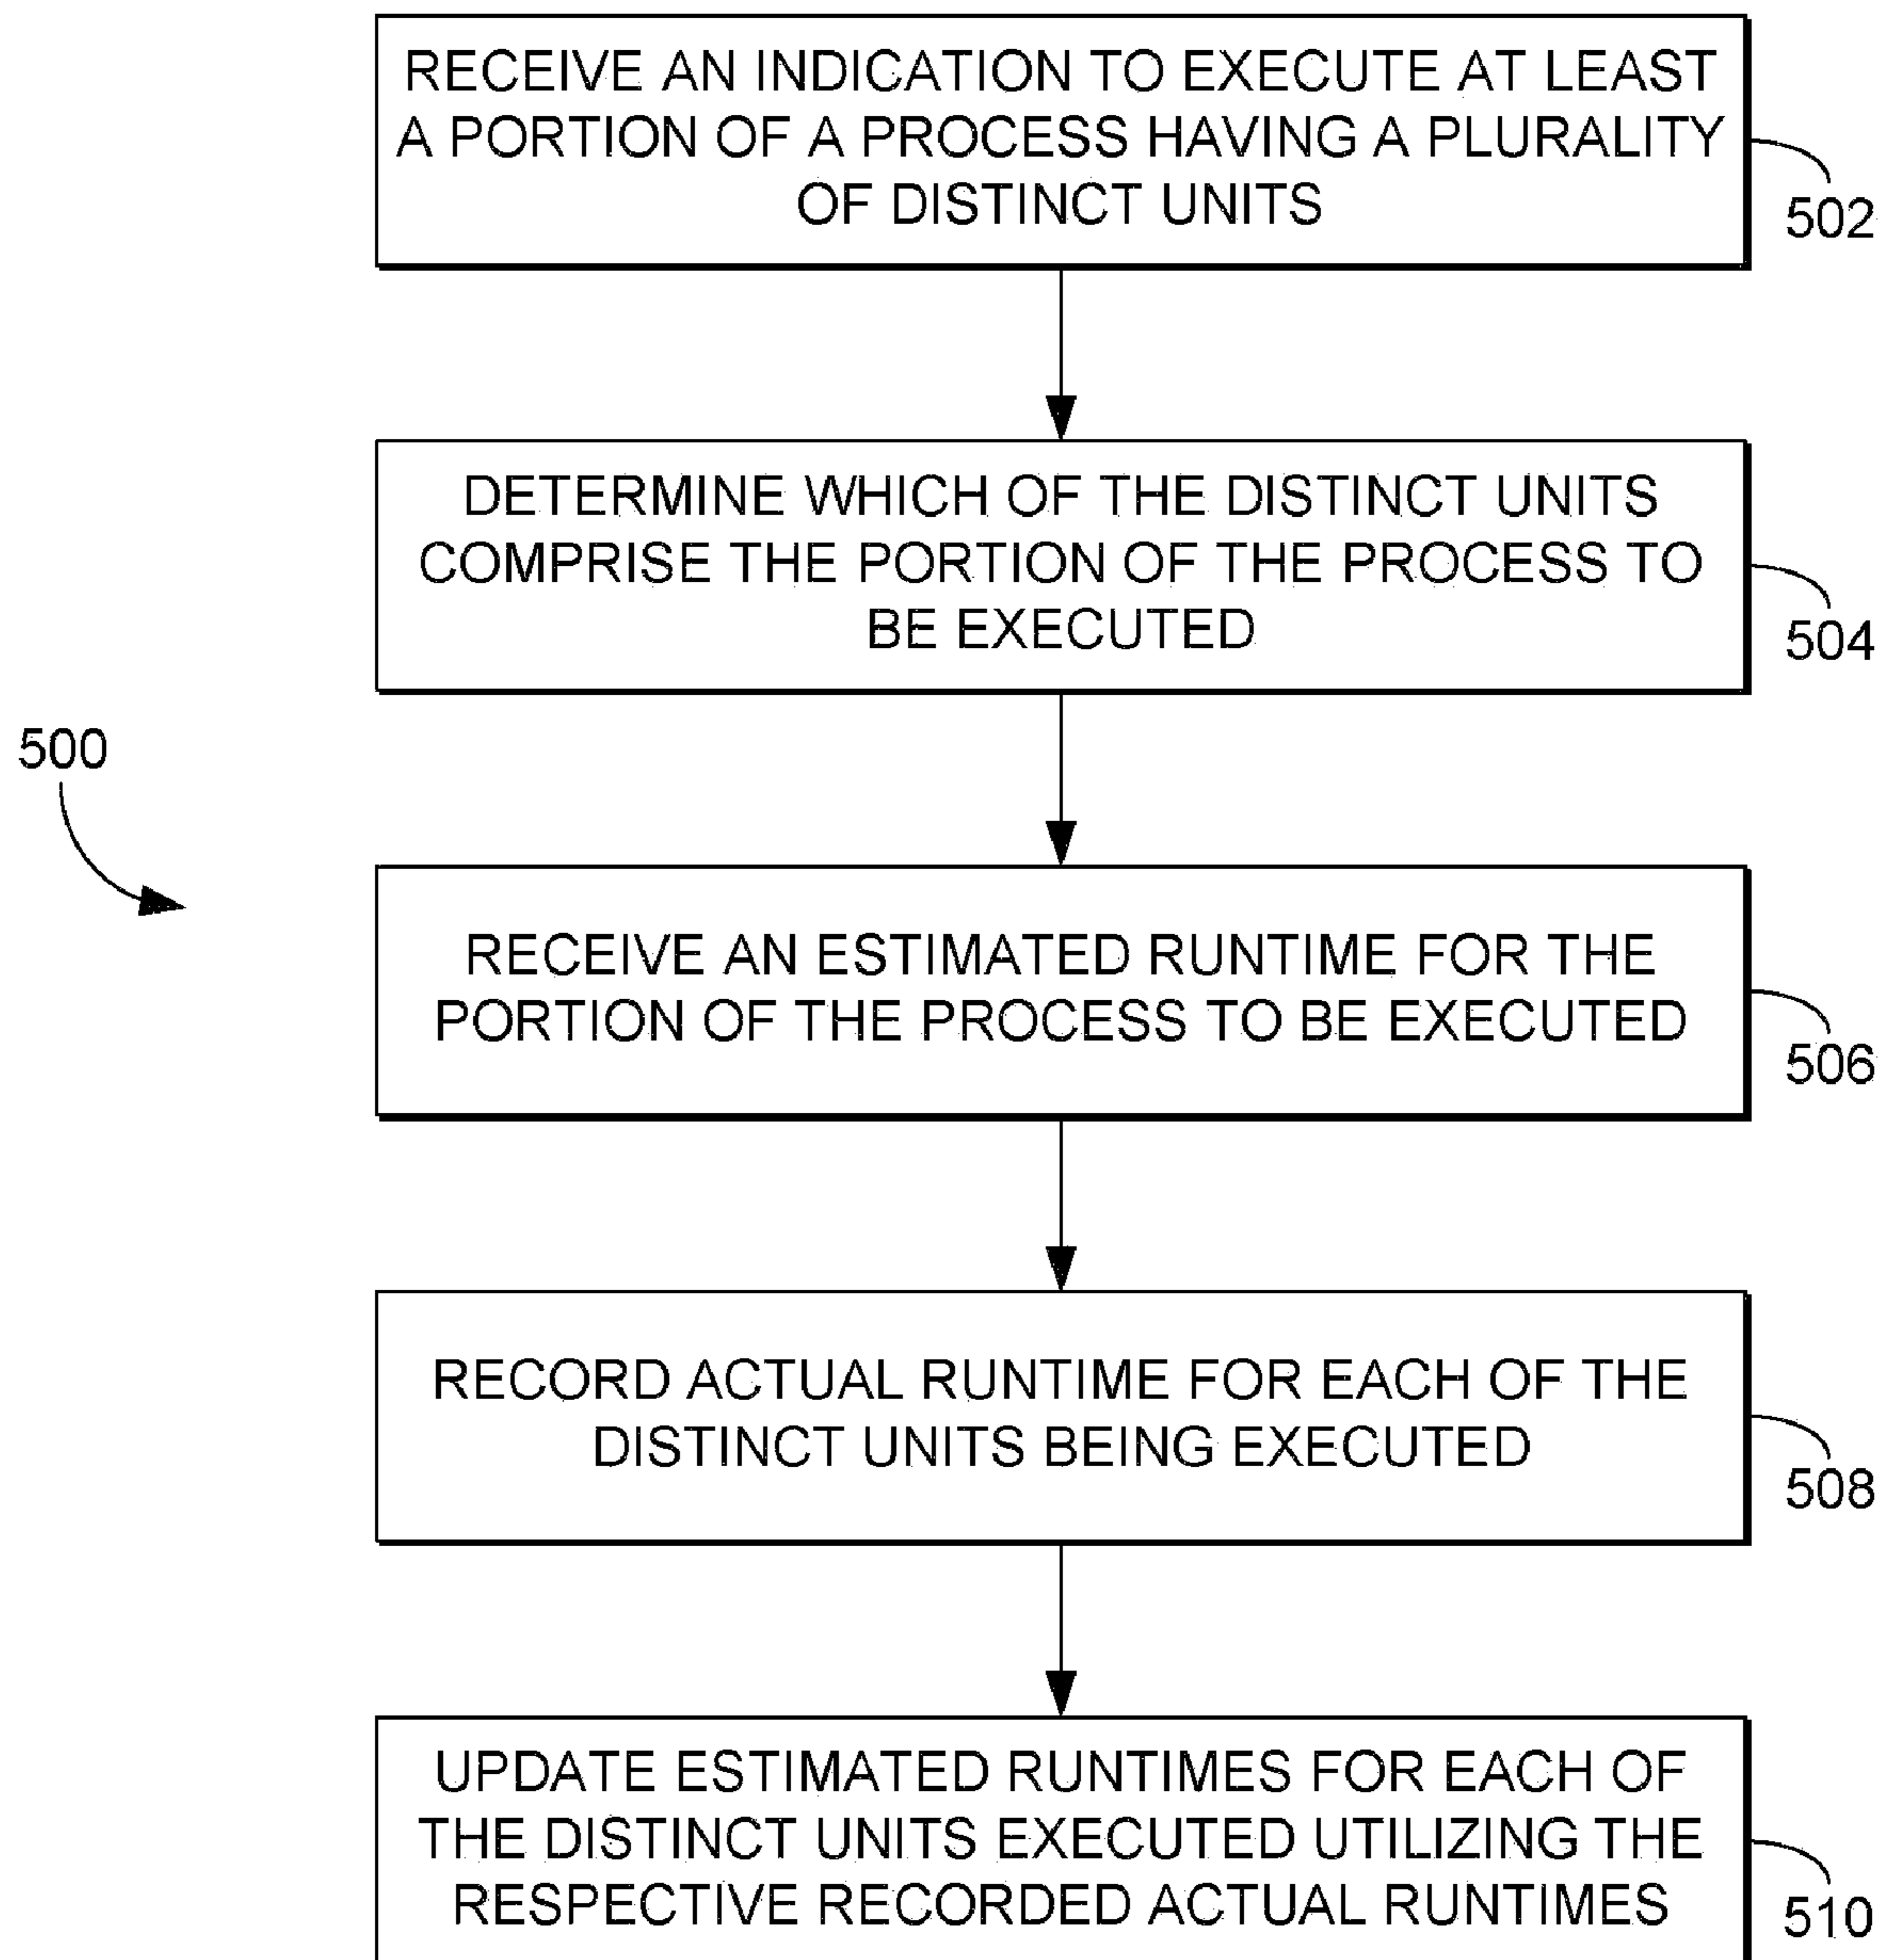 RECEIVE AN INDICATION TO EXECUTE AT LEAST
A PORTION OF A PROCESS HAVING A PLURALITY
OF DISTINCT UNITS
502
DETERMINE WHICH OF THE DISTINCT UNITS
COMPRISE THE PORTION OF THE PROCESS TO
BE EXECUTED
504
500
RECEIVE AN ESTIMATED RUNTIME FOR THE
PORTION OF THE PROCESS TO BE EXECUTED
506
RECORD ACTUAL RUNTIME FOR EACH OF THE
DISTINCT UNITS BEING EXECUTED
508
UPDATE ESTIMATED RUNTIMES FOR EACH OF
THE DISTINCT UNITS EXECUTED UTILIZING THE
RESPECTIVE RECORDED ACTUAL RUNTIMES
510